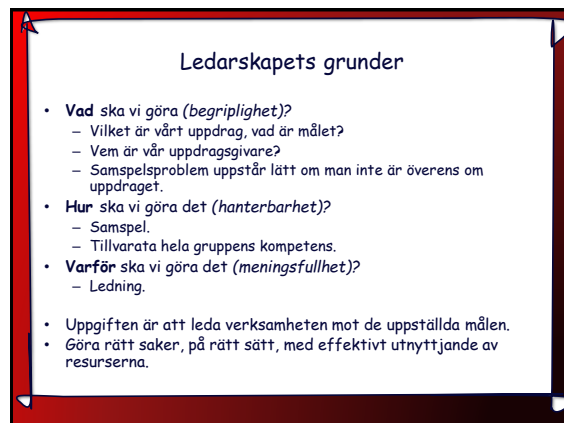 Ledarskapets grunder
• Vad ska vi göra (begriplighet)?
– Vilket är vårt uppdrag, vad är målet?
– Vem är vår uppdragsgivare?
– Samspelsproblem uppstår lätt om man inte är överens om
uppdraget.
• Hur ska vi göra det (hanterbarhet)?
– Samspel.
– Tillvarata hela gruppens kompetens.
• Varför ska vi göra det (meningsfullhet)?
– Ledning.
• Uppgiften är att leda verksamheten mot de uppställda målen.
• Göra rätt saker, på rätt sätt, med effektivt utnyttjande av
resurserna.